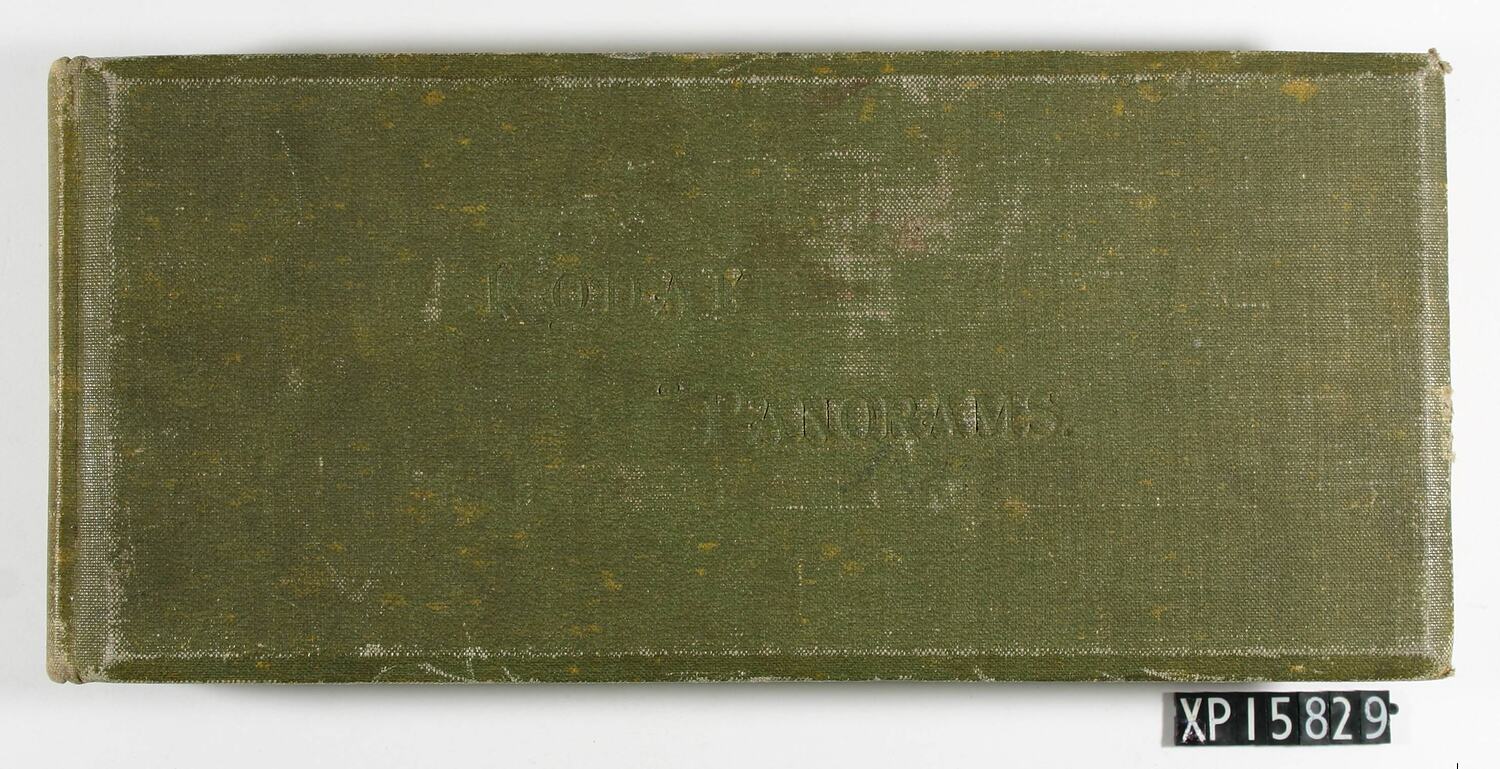 KODAK
"PANORAMS.
XP15829